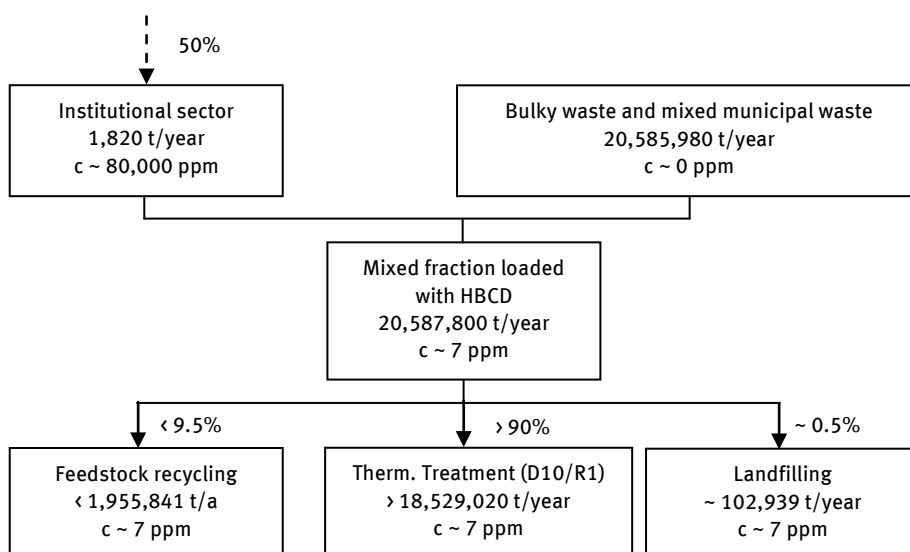 50%
Institutional sector
1,820 t/year
c ~ 80,000 ppm
Bulky waste and mixed municipal waste
20,585,980 t/year
c ~ 0 ppm
Mixed fraction loaded
with HBCD
20,587,800 t/year
c ~ 7 ppm
< 9.5%
> 90%
~ 0.5%
Feedstock recycling
< 1,955,841 t/a
c ~ 7 ppm
Therm. Treatment (D10/R1)
> 18,529,020 t/year
c ~ 7 ppm
Landfilling
~ 102,939 t/year
c ~ 7 ppm